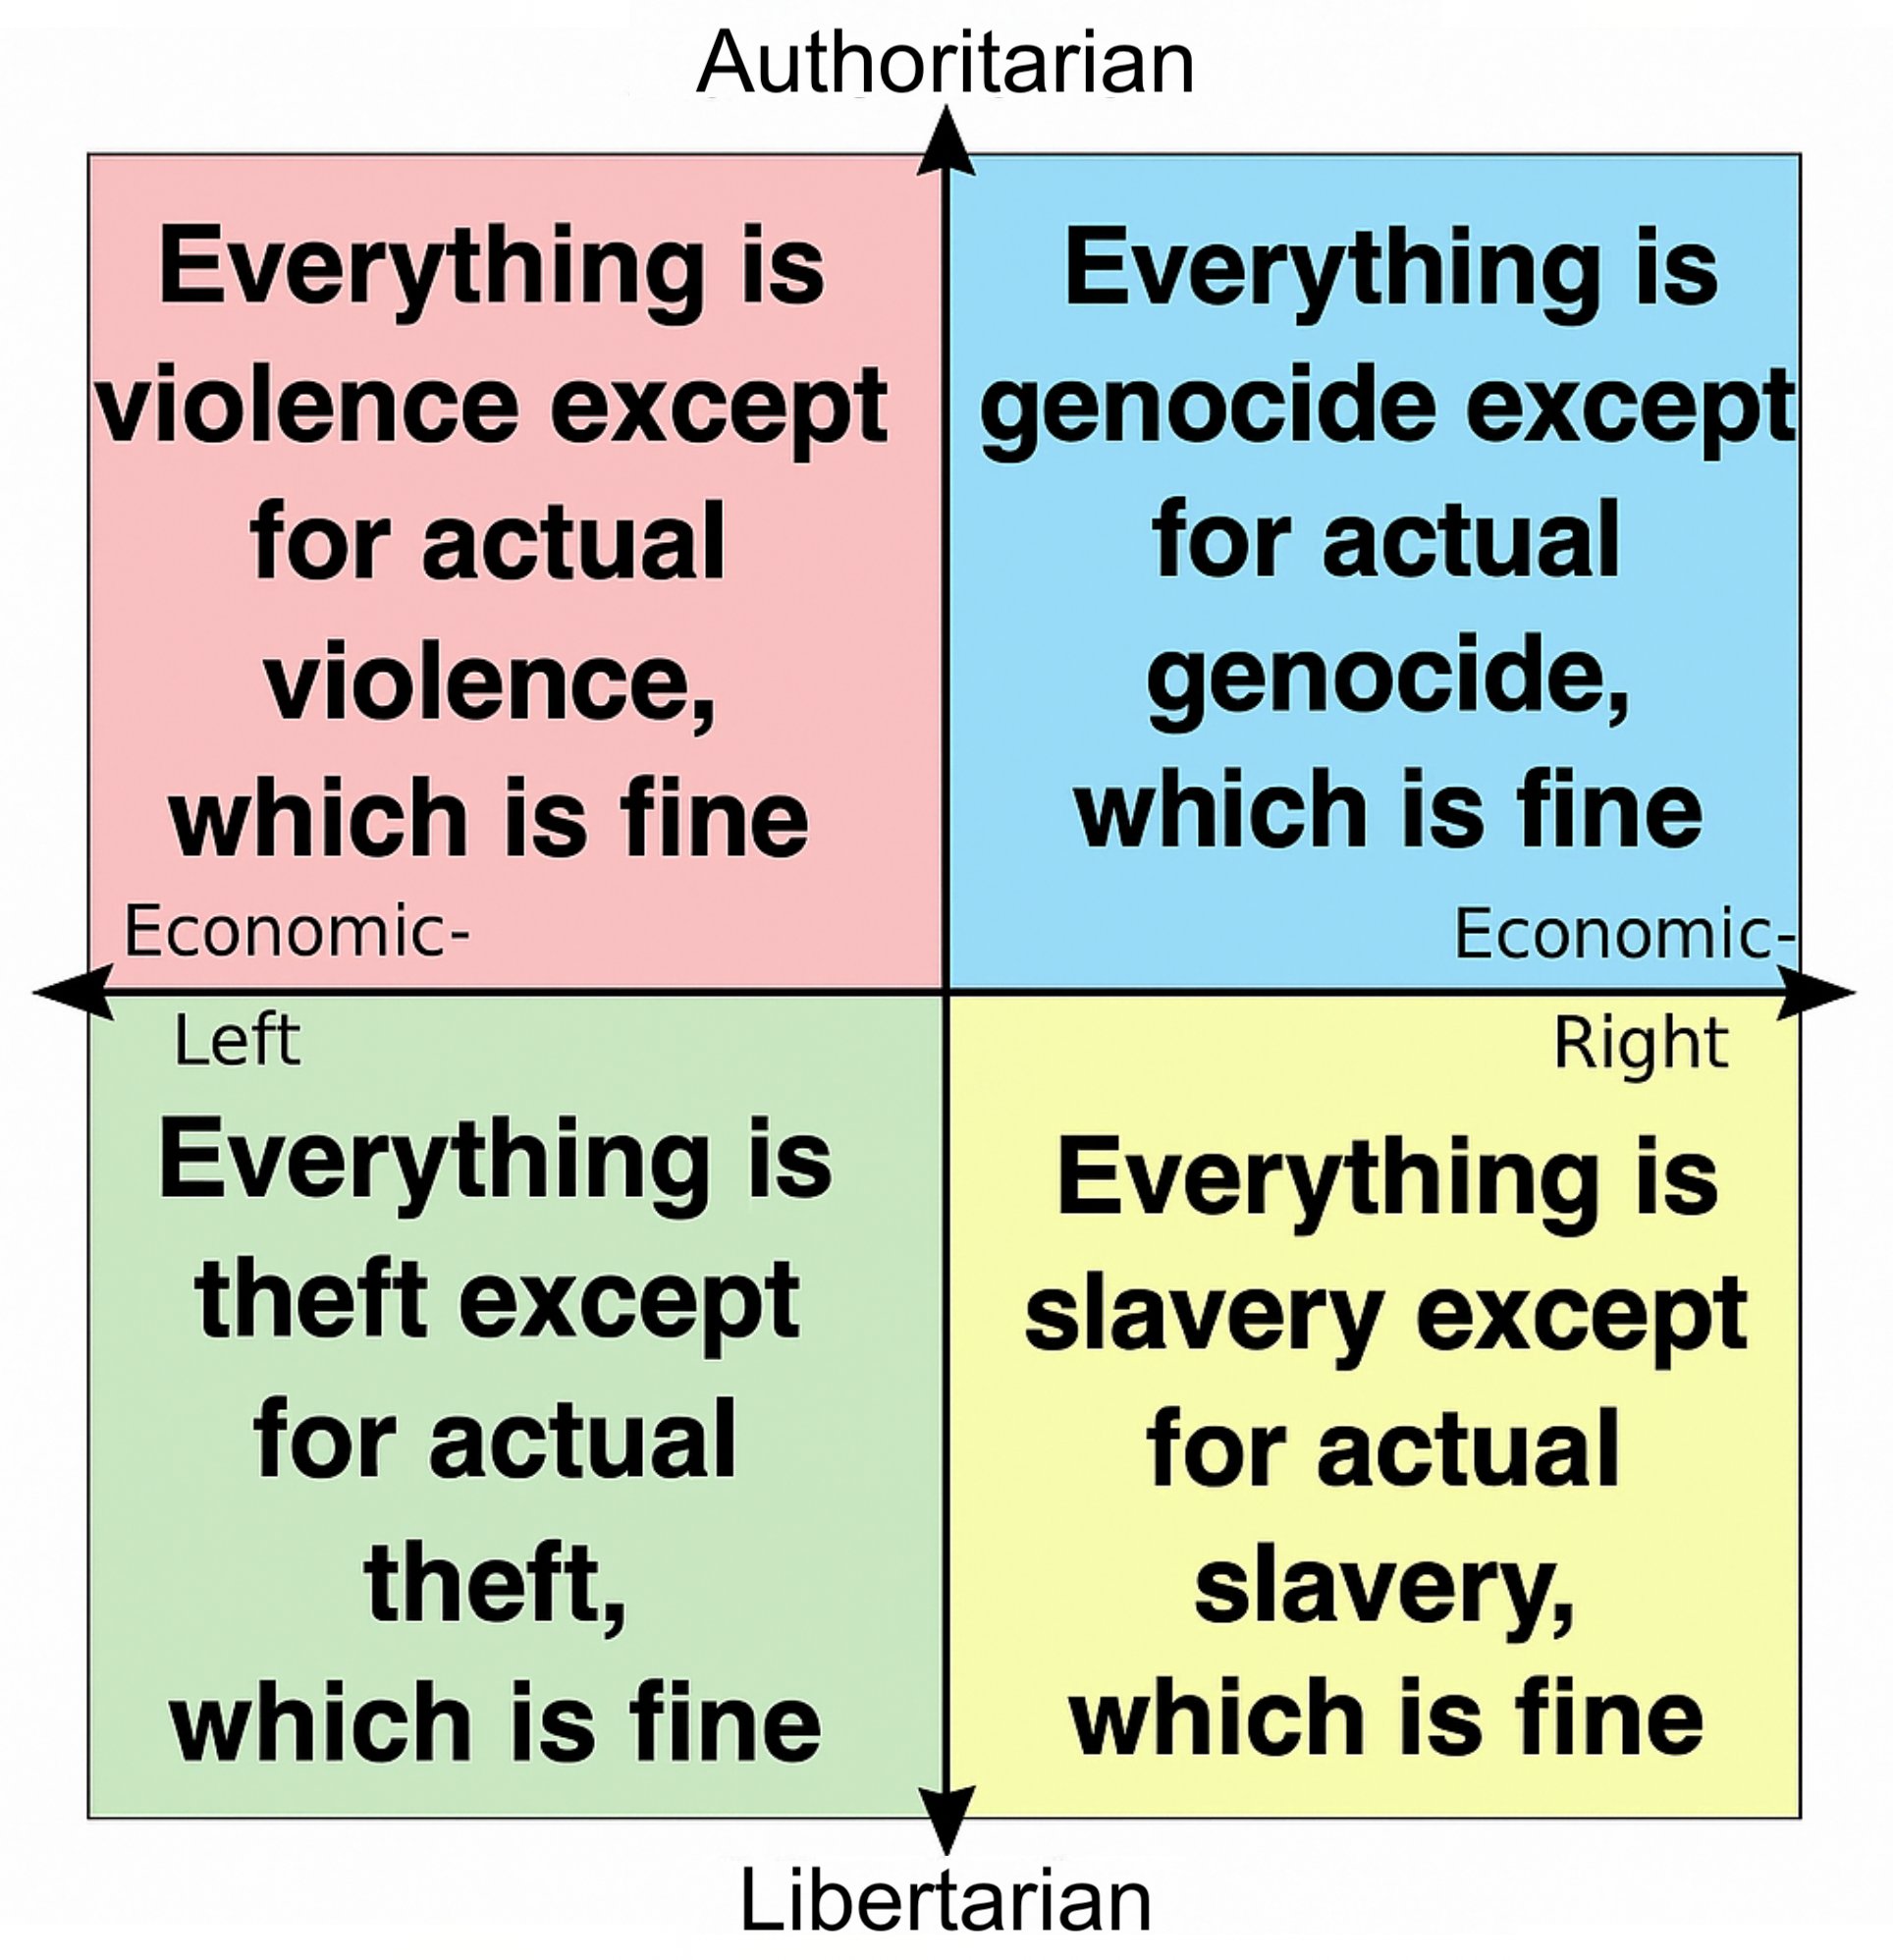 Authoritarian
Everything is
violence except
for actual
violence,
which is fine
Everything is
genocide except
for actual
genocide,
which is fine
Economic-
Left
Economic-
Right
Everything is
theft except
for actual
theft,
which is fine
Everything is
slavery except
for actual
slavery,
which is fine
Libertarian